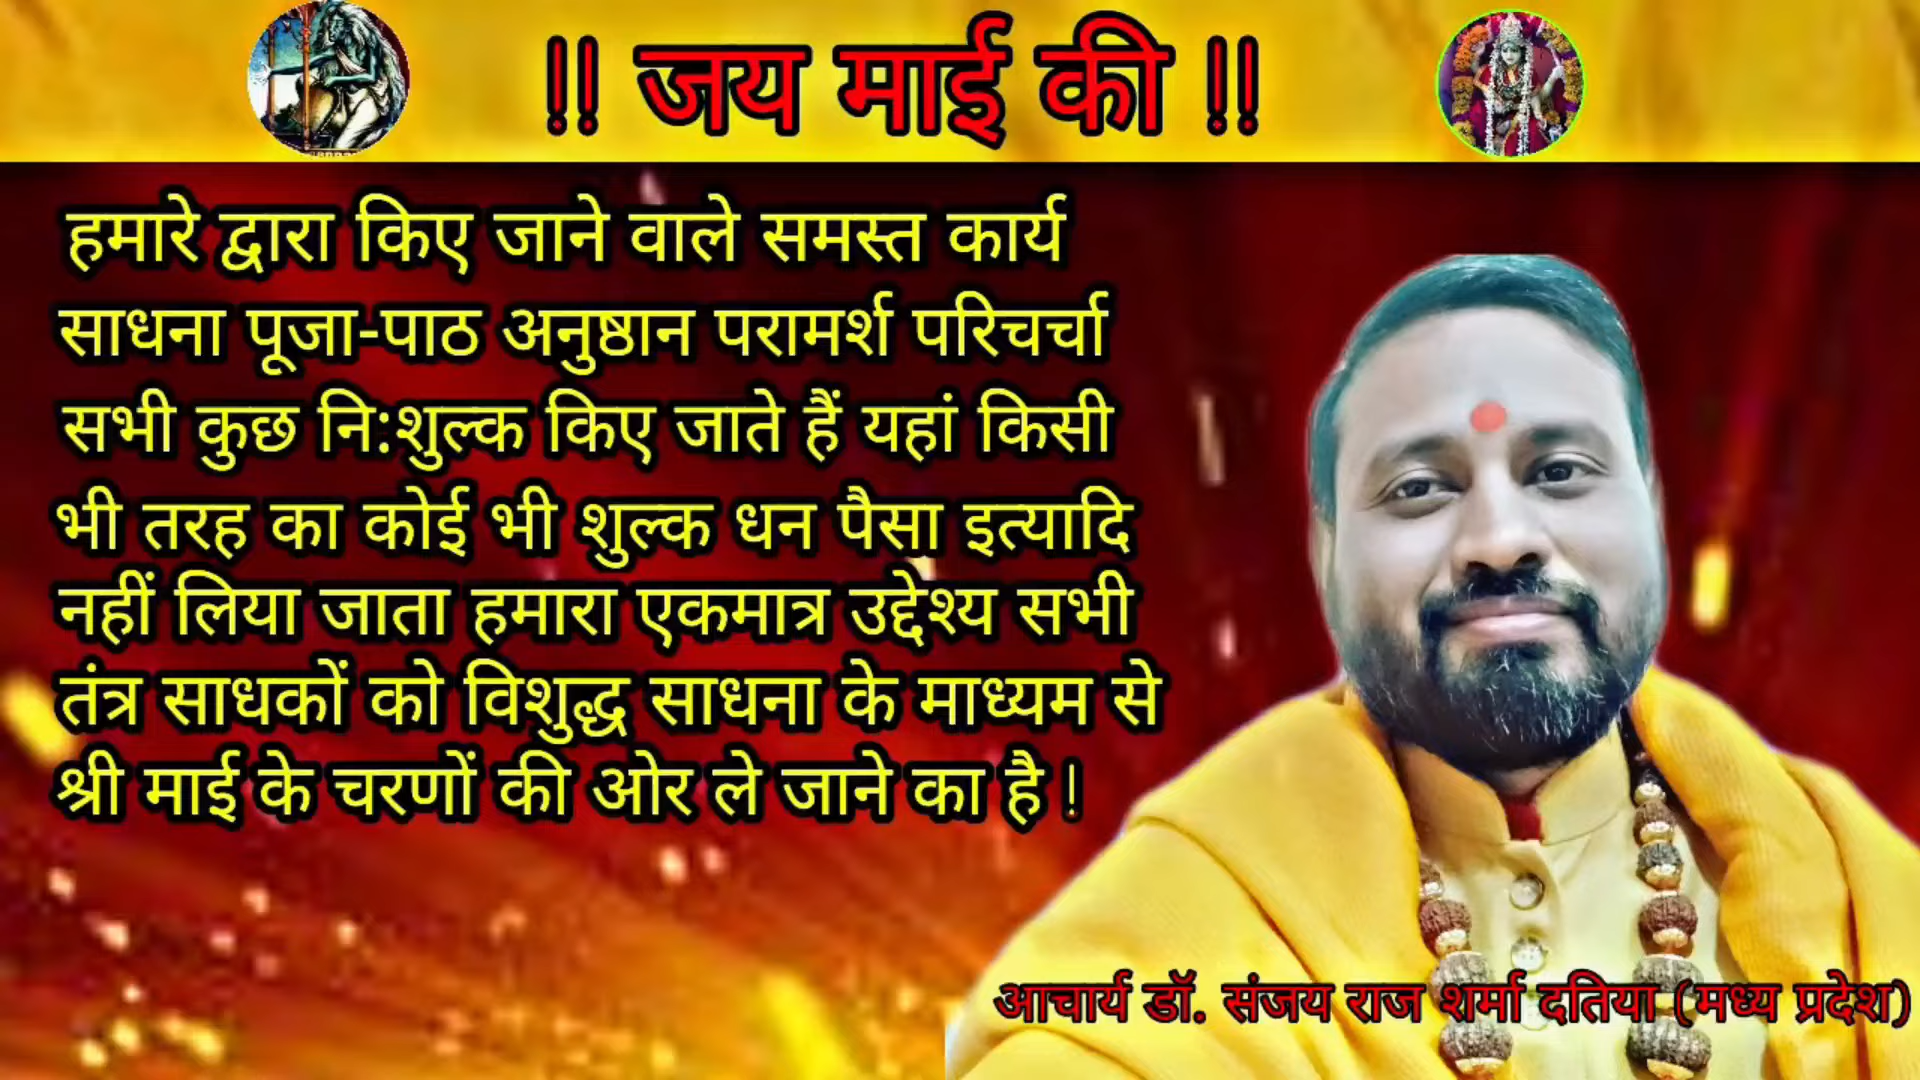 !! जय माई की !!
हमारे द्वारा किए जाने वाले समस्त कार्य
साधना पूजा-पाठ अनुष्ठान परामर्श परिचर्चा
सभी कुछ नि:शुल्क किए जाते हैं यहां किसी
भी तरह का कोई भी शुल्क धन पैसा इत्यादि
नहीं लिया जाता हमारा एकमात्र उद्देश्य सभी
तंत्र साधकों को विशुद्ध साधना के माध्यम से
श्री माई के चरणों की ओर ले जाने का है !
आचार्य डॉ. संजय राज शर्मा दतिया (मध्य प्रदेश)